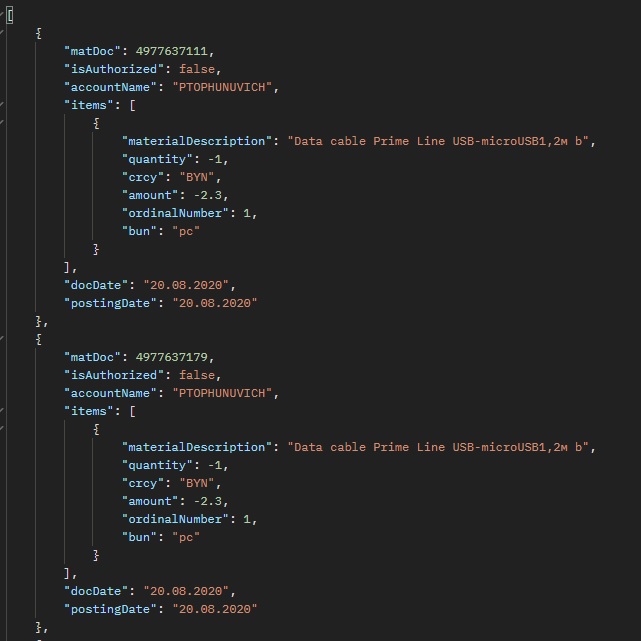 [
{
"matDoc": 4977637111,
"isAuthorized": false,
"accountName": "PTOPHUNUVICH",
"items": [
{
"materialDescription": "Data cable Prime Line USB-microUSB1,2м b",
"quantity": -1,
"crcy": "BYN",
"amount": -2.3,
"ordinalNumber": 1,
"bun": "pc"
}
],
"docDate": "20.08.2020",
"postingDate": "20.08.2020"
},
{
"matDoc": 4977637179,
"isAuthorized": false,
"accountName": "PTOPHUNUVICH",
"items": [
{
"materialDescription": "Data cable Prime Line USB-microUSB1,2м b",
"quantity": -1,
"crcy": "BYN",
"amount": -2.3,
"ordinalNumber": 1,
"bun": "pc"
}
],
"docDate": "20.08.2020",
"postingDate": "20.08.2020"
},